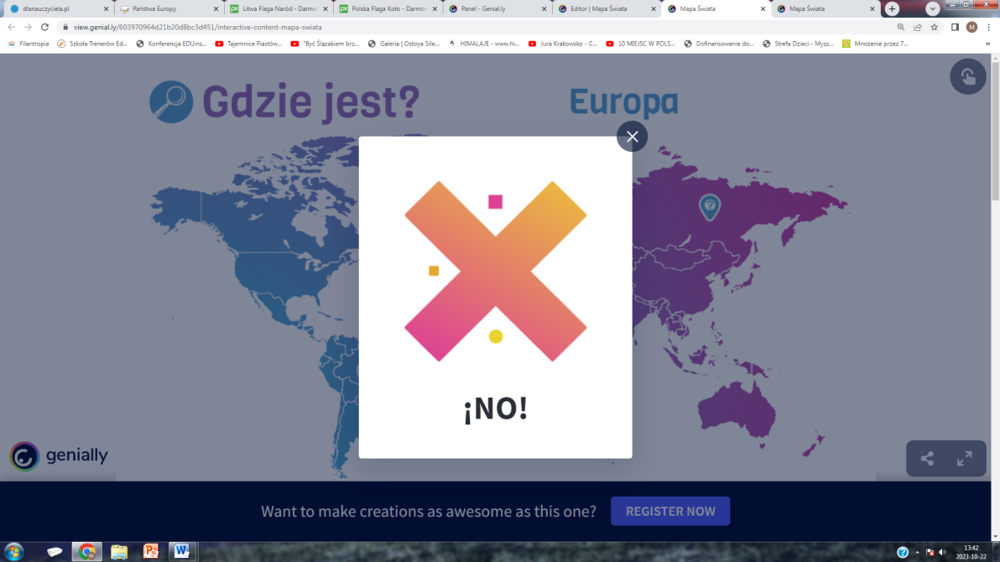 dlanauczyciela.pl
Państwa Europy
Litwa Flaga Naród - Darmo
Polska Flaga Koło - Darmow
Panel - Genial.ly
Editor | Mapa Świata
Mapa Świata
Mapa Świata
view.genial.ly/603970964d21b20d8bc3d451/interactive-content-mapa-swiata
M
Filantropia
Szkoła Trenerów Ed...
Konferencja EDUins...
Tajemnice Piastów...
"Być Ślązakiem brz...
Galeria | Ostoya Sile...
HIMALAJE - www.hi...
Jura Krakowsko - C...
10 MIEJSC W POLS...
Dofinansowanie do...
Strefa Dzieci - Mysz...
Mnożenie przez 7...
Gdzie jest?
Europa
?
¡NO!
genially
Want to make creations as awesome as this one?
REGISTER NOW
13:42
2023-10-22